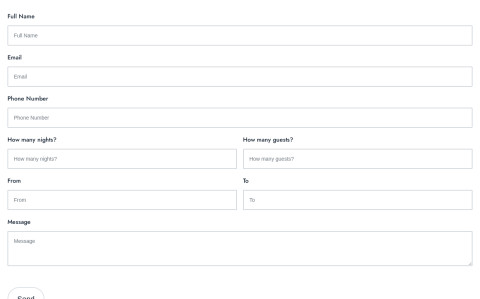 Full Name
Full Name
Email
Email
Phone Number
Phone Number
How many nights? How many guests?
How many nights? How many guests?
From To
From To
Message
Message
Send